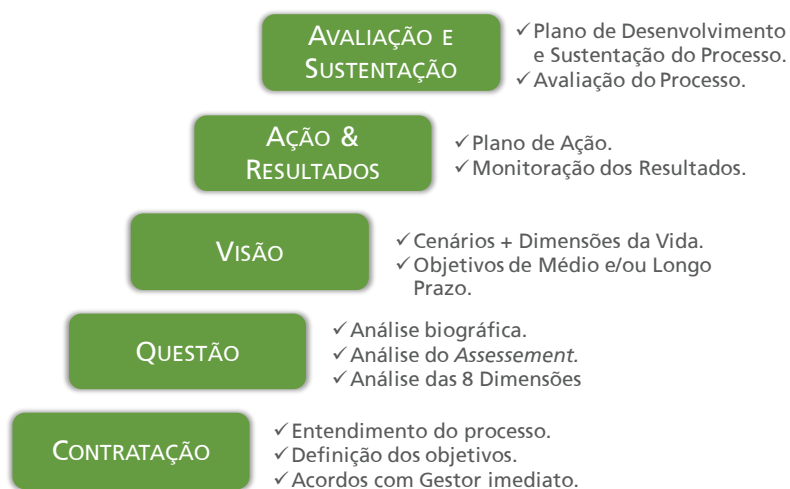 AVALIAÇÃO E
SUSTENTAÇÃO
✓ Plano de Desenvolvimento
e Sustentação do Processo.
✓ Avaliação do Processo.
AÇÃO &
RESULTADOS
✓ Plano de Ação.
✓ Monitoração dos Resultados.
VISÃO
✓ Cenários + Dimensões da Vida.
✓ Objetivos de Médio e/ou Longo
Prazo.
QUESTÃO
✓ Análise biográfica.
✓ Análise do Assessement.
✓ Análise das 8 Dimensões
CONTRATAÇÃO
✓ Entendimento do processo.
✓ Definição dos objetivos.
✓ Acordos com Gestor imediato.